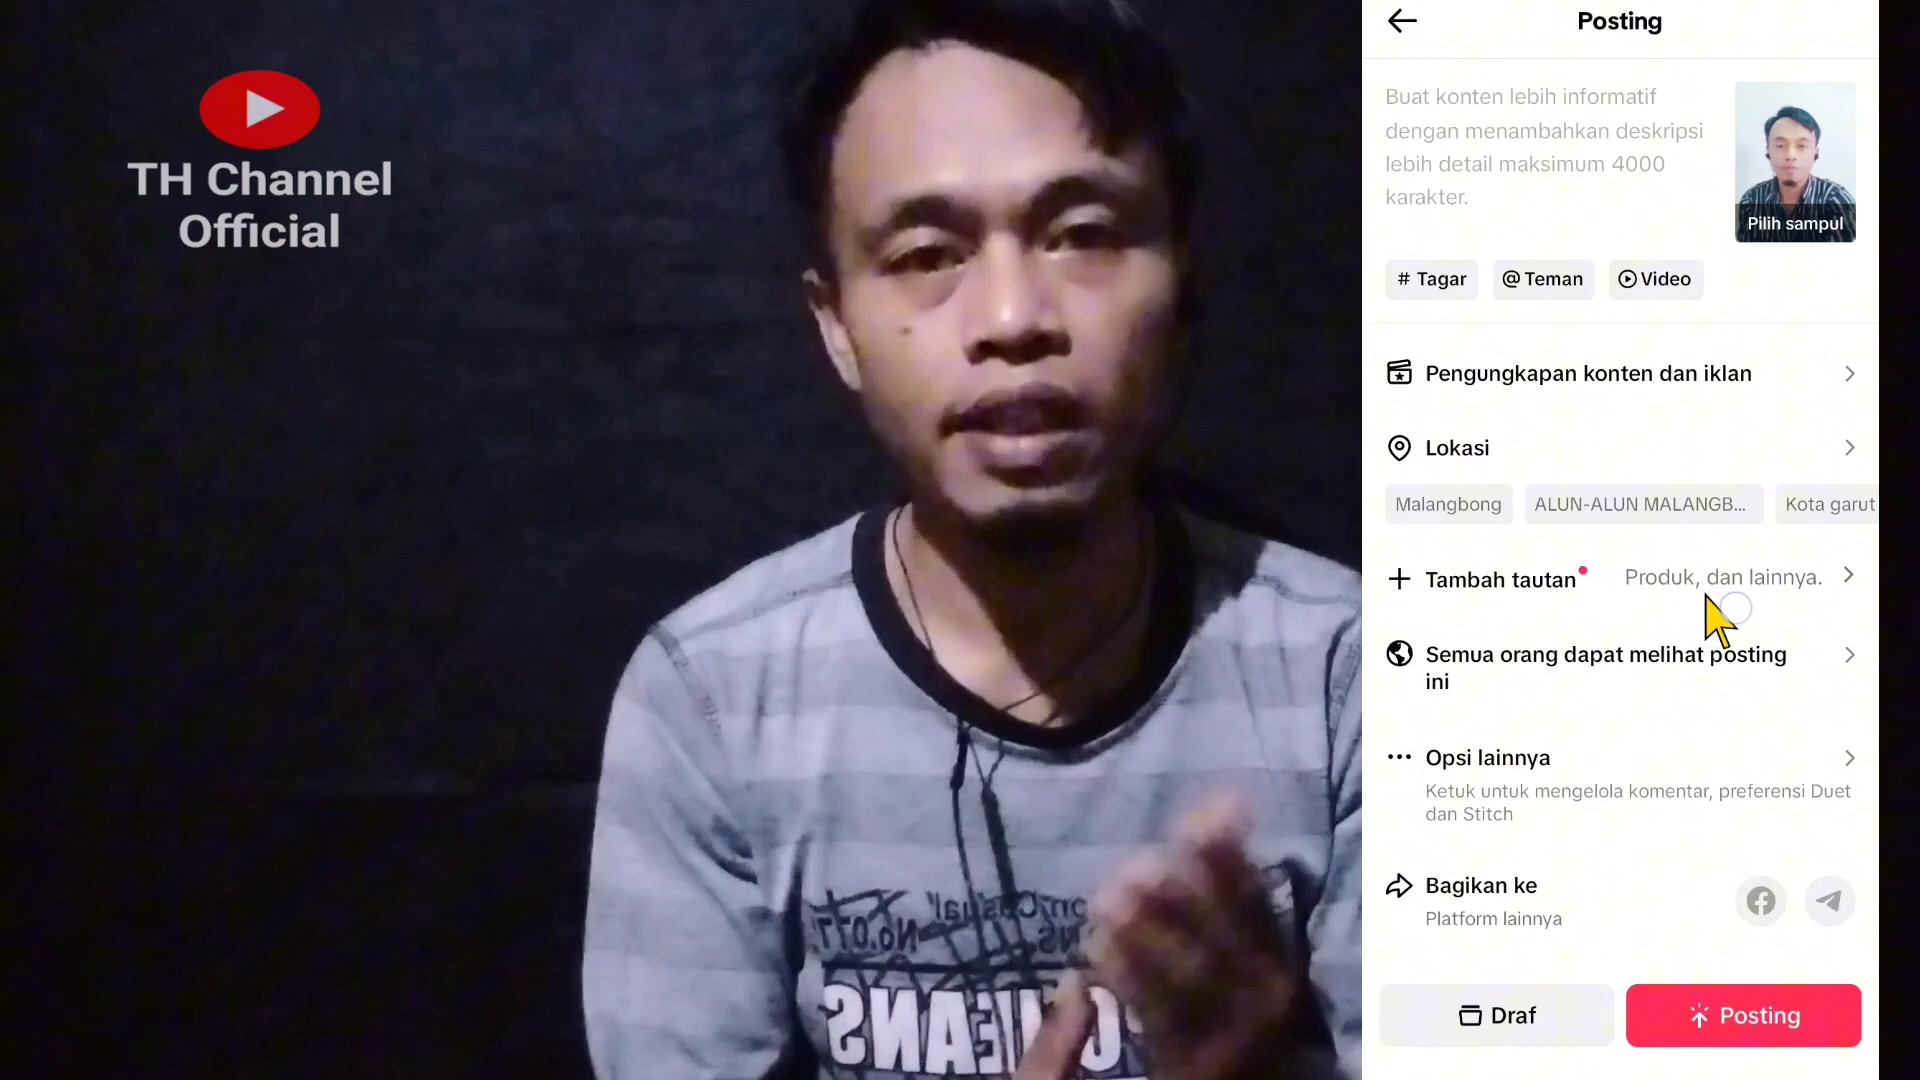 TH Channel
Official
Posting
Buat konten lebih informatif
dengan menambahkan deskripsi
lebih detail maksimum 4000
karakter.
Pilih sampul
# Tagar
@ Teman
Video
Pengungkapan konten dan iklan
Lokasi
Malangbong
ALUN-ALUN MALANGB...
Kota garut
Tambah tautan
Produk, dan lainnya.
Semua orang dapat melihat posting
ini
Opsi lainnya
Ketuk untuk mengelola komentar, preferensi Duet
dan Stitch
Bagikan ke
Platform lainnya
Draf
Posting
No.077